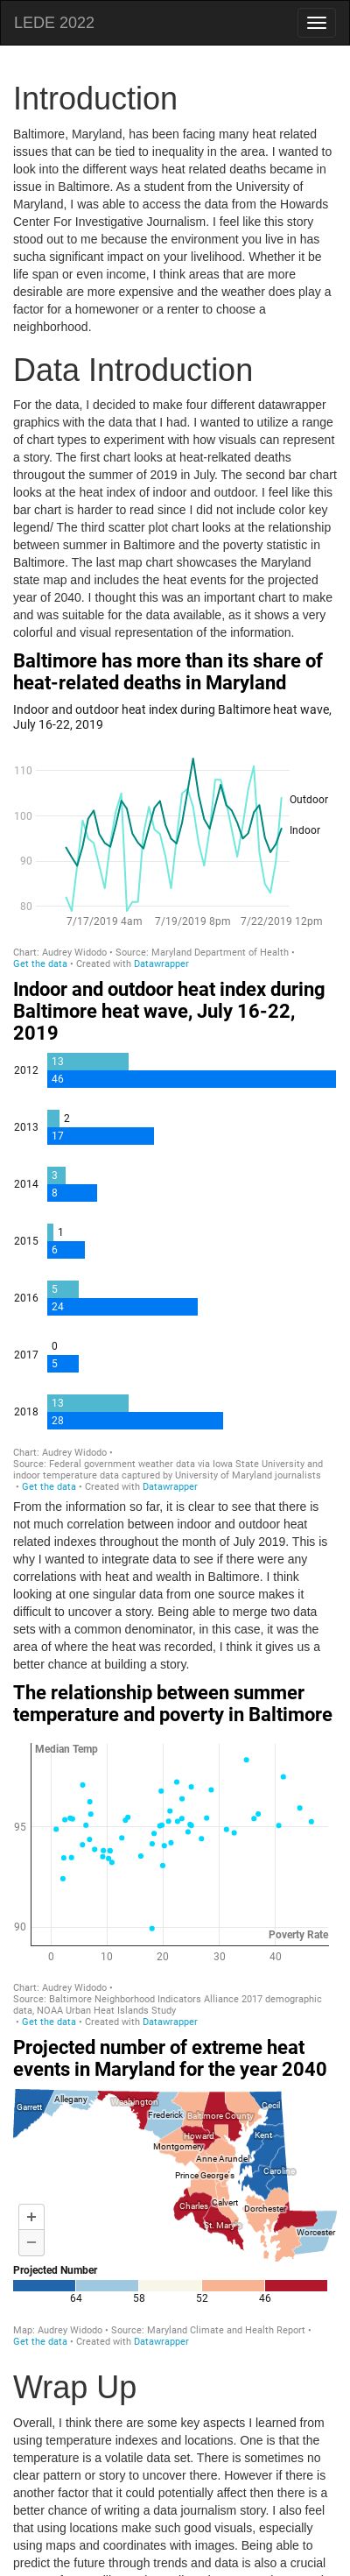 LEDE 2022
Introduction
Baltimore, Maryland, has been facing many heat related
issues that can be tied to inequality in the area. I wanted to
look into the different ways heat related deaths became in
issue in Baltimore. As a student from the University of
Maryland, I was able to access the data from the Howards
Center For Investigative Journalism. I feel like this story
stood out to me because the environment you live in has
sucha significant impact on your livelihood. Whether it be
life span or even income, I think areas that are more
desirable are more expensive and the weather does play a
factor for a homewoner or a renter to choose a
neighborhood.
Data Introduction
For the data, I decided to make four different datawrapper
graphics with the data that I had. I wanted to utilize a range
of chart types to experiment with how visuals can represent
a story. The first chart looks at heat-relkated deaths
througout the summer of 2019 in July. The second bar chart
looks at the heat index of indoor and outdoor. I feel like this
bar chart is harder to read since I did not include color key
legend/ The third scatter plot chart looks at the relationship
between summer in Baltimore and the poverty statistic in
Baltimore. The last map chart showcases the Maryland
state map and includes the heat events for the projected
year of 2040. I thought this was an important chart to make
and was suitable for the data available, as it shows a very
colorful and visual representation of the information.
Baltimore has more than its share of
heat-related deaths in Maryland
Indoor and outdoor heat index during Baltimore heat wave,
July 16-22, 2019
110
100
90
80
Outdoor
Indoor
7/17/2019 4am 7/19/2019 8pm 7/22/2019 12pm
Chart: Audrey Widodo • Source: Maryland Department of Health •
Get the data • Created with Datawrapper
Indoor and outdoor heat index during
Baltimore heat wave, July 16-22,
2019
2012 13 46
2013 2 17
2014 3 8
2015 1 6
2016 5 24
2017 0 5
2018 13 28
Chart: Audrey Widodo •
Source: Federal government weather data via Iowa State University and
indoor temperature data captured by University of Maryland journalists
• Get the data • Created with Datawrapper
From the information so far, it is clear to see that there is
not much correlation between indoor and outdoor heat
related indexes throughout the month of July 2019. This is
why I wanted to integrate data to see if there were any
correlations with heat and wealth in Baltimore. I think
looking at one singular data from one source makes it
difficult to uncover a story. Being able to merge two data
sets with a common denominator, in this case, it was the
area of where the heat was recorded, I think it gives us a
better chance at building a story.
The relationship between summer
temperature and poverty in Baltimore
Median Temp
95
90
Poverty Rate
0 10 20 30 40
Chart: Audrey Widodo •
Source: Baltimore Neighborhood Indicators Alliance 2017 demographic
data, NOAA Urban Heat Islands Study
• Get the data • Created with Datawrapper
Projected number of extreme heat
events in Maryland for the year 2040
Garrett
Allegany
Washington
Frederick
Baltimore County
Cecil
Howard
Kent
Montgomery
Anne Arundel
Prince George's
Caroline
Charles
Calvert
Dorchester
St. Mary's
Worcester
+
−
Projected Number
64 58 52 46
Map: Audrey Widodo • Source: Maryland Climate and Health Report •
Get the data • Created with Datawrapper
Wrap Up
Overall, I think there are some key aspects I learned from
using temperature indexes and locations. One is that the
temperature is a volatile data set. There is sometimes no
clear pattern or story to uncover there. However if there is
another factor that it could potentially affect then there is a
better chance of writing a data journalism story. I also feel
that using locations make such good visuals, especially
using maps and coordinates with images. Being able to
predict the future through trends and data is also a crucial